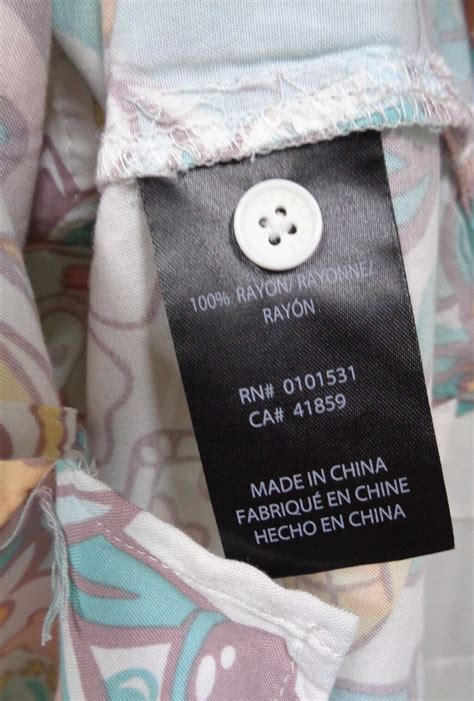 100% RAYON/ RAYONNE/
RAYÓN
RN# 0101531
CA# 41859
MADE IN CHINA
FABRIQUÉ EN CHINE
HECHO EN CHINA